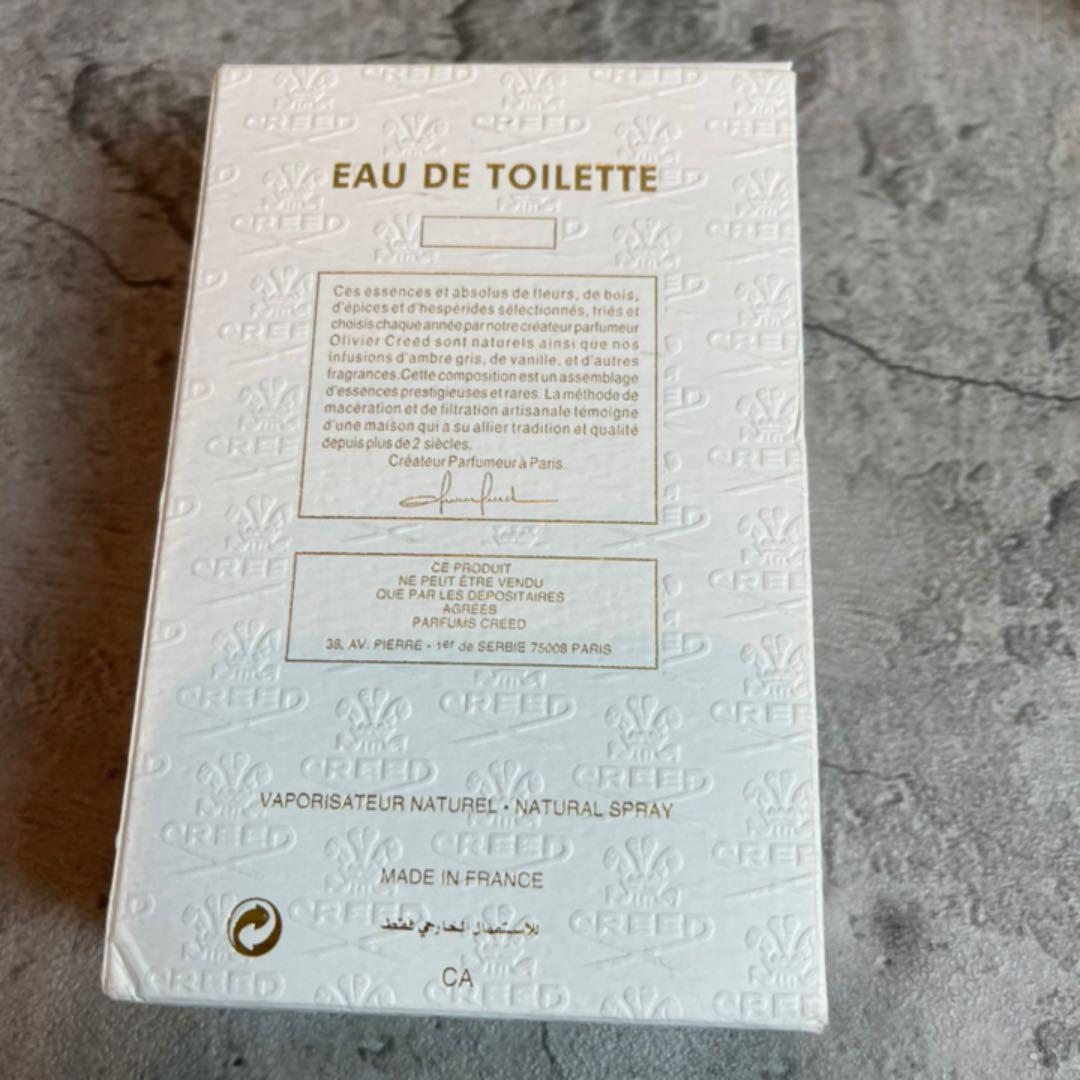 EAU DE TOILETTE
Ces essences et absolus de fleurs, de bois,
d'épices et d'hespérides sélectionnés, triés et
choisis chaque année par notre créateur parfumeur
Olivier Creed sont naturels ainsi que nos
infusions d'ambre gris, de vanille, et d'autres
fragrances. Cette composition est un assemblage
d'essences prestigieuses et rares. La méthode de
macération et de filtration artisanale témoigne
d'une maison qui a su allier tradition et qualité
depuis plus de 2 siècles.
Créateur Parfumeur à Paris.
CE PRODUIT
NE PEUT ÊTRE VENDU
QUE PAR LES DEPOSITAIRES
AGRÉÉS
PARFUMS CREED
38, AV. PIERRE - 1er de SERBIE 75008 PARIS
VAPORISATEUR NATUREL • NATURAL SPRAY
MADE IN FRANCE
للاستعمال الخارجي فقط
CA
CREED